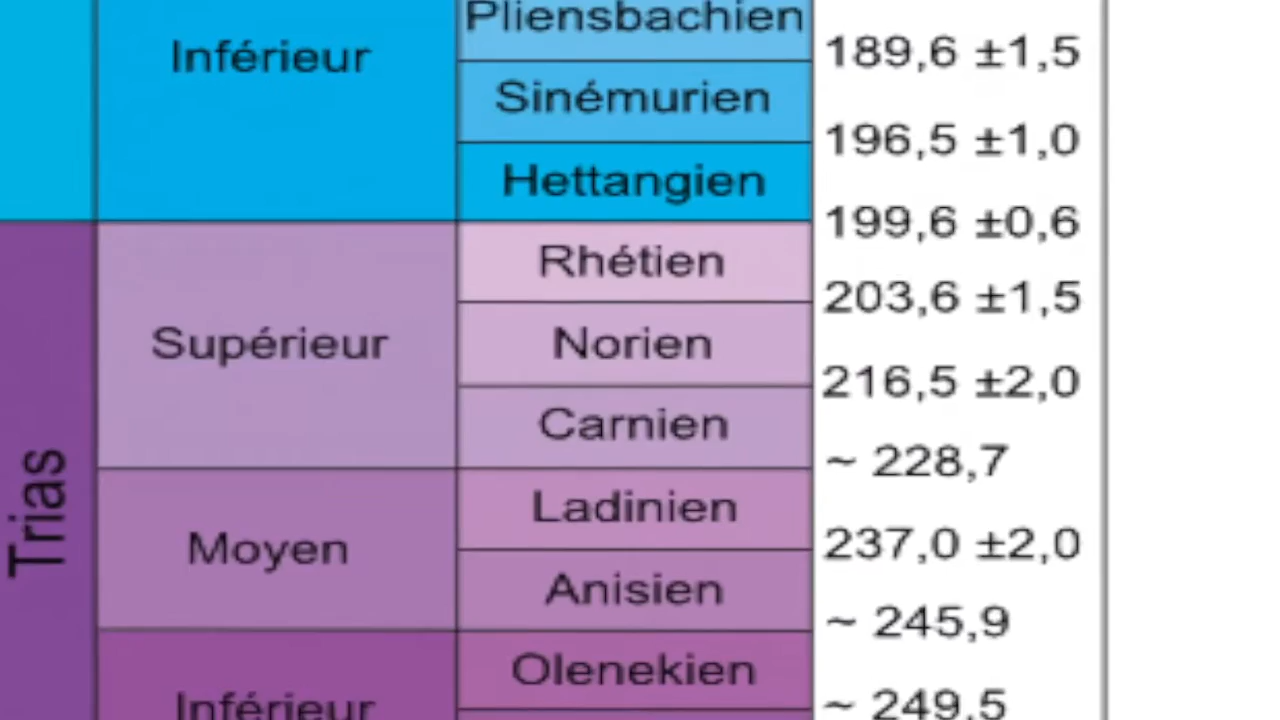 Pliensbachien
Inférieur
189,6 ±1,5
Sinémurien
196,5 ±1,0
Hettangien
199,6 ±0,6
Rhétien
203,6 ±1,5
Supérieur
Norien
216,5 ±2,0
Carnien
~ 228,7
Trias
Ladinien
237,0 ±2,0
Moyen
Anisien
~ 245,9
Olenekien
Inférieur
~ 249,5